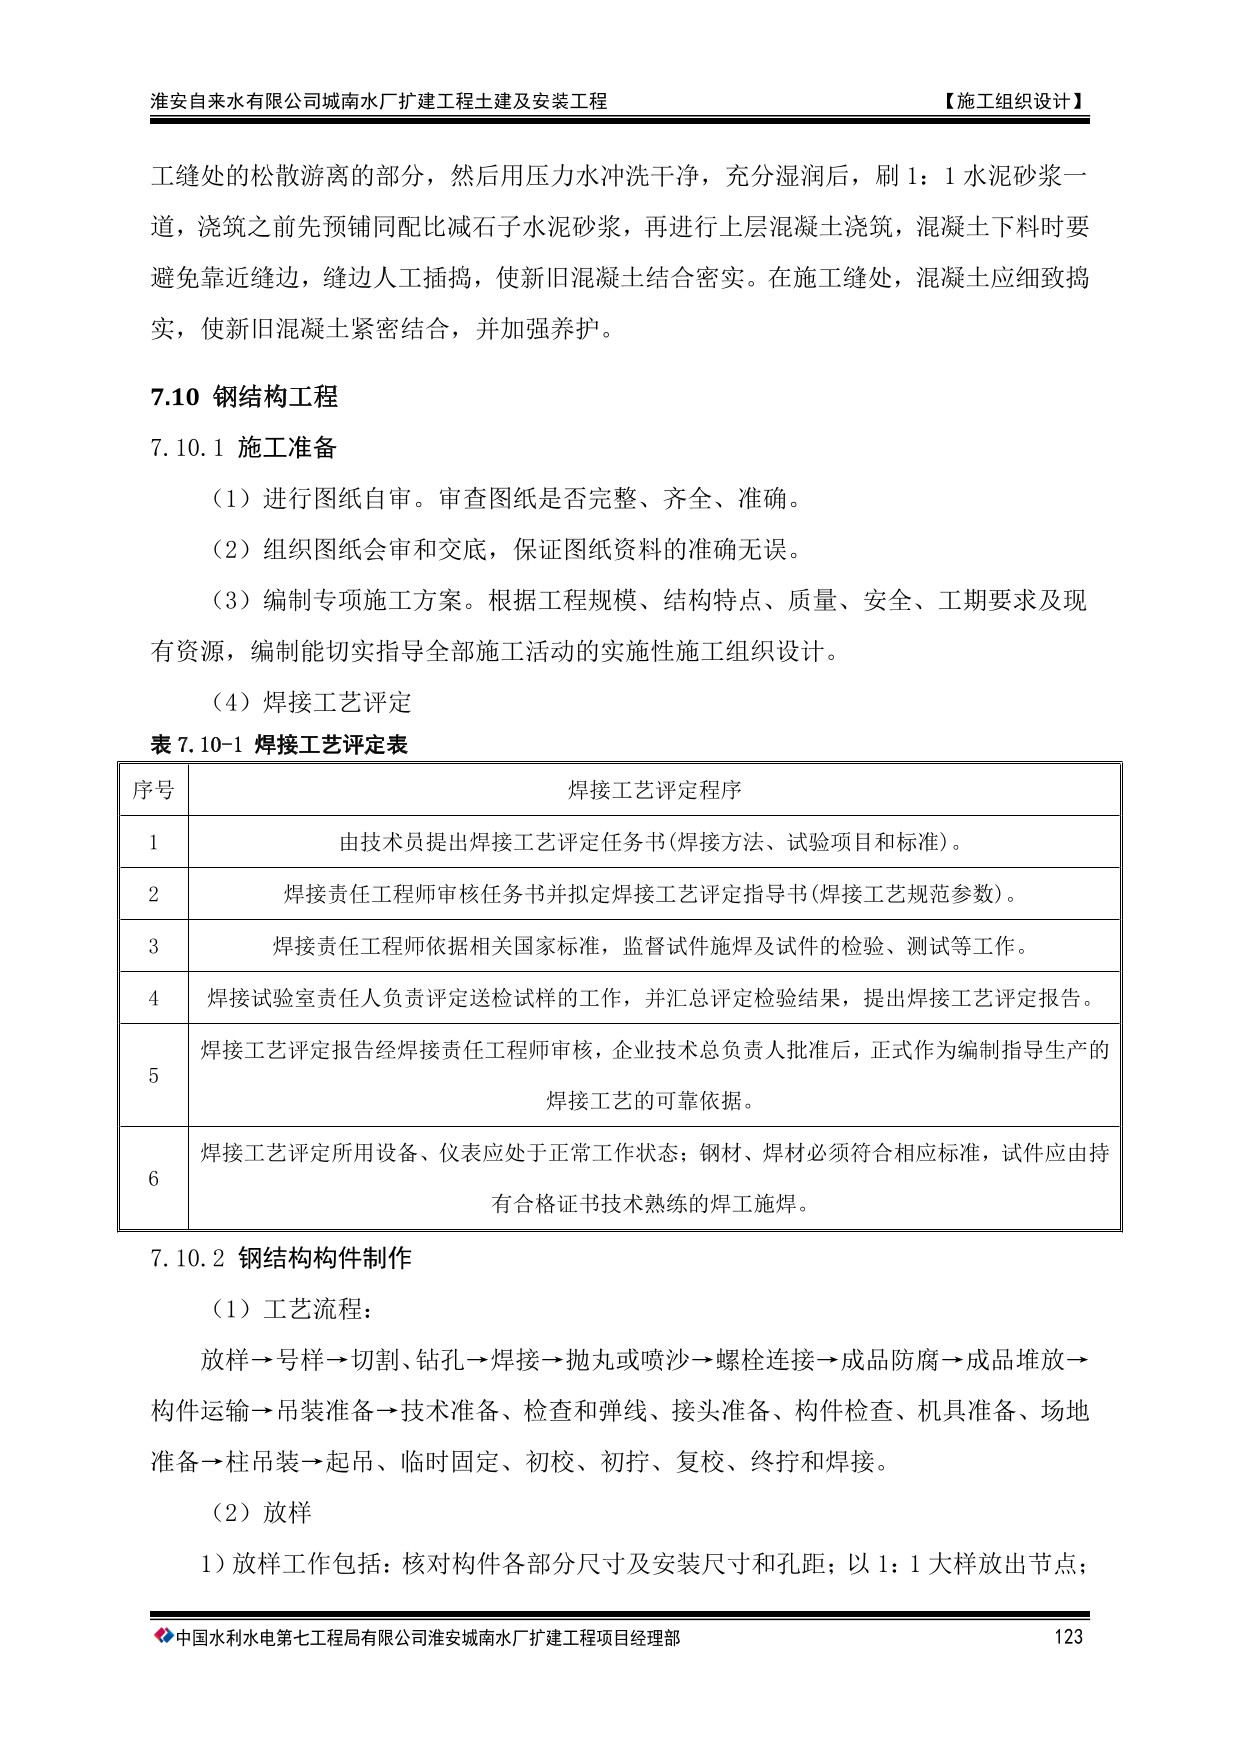 淮安自来水有限公司城南水厂扩建工程土建及安装工程 【施工组织设计】
工缝处的松散游离的部分，然后用压力水冲洗干净，充分湿润后，刷 1：1 水泥砂浆一
道，浇筑之前先预铺同配比减石子水泥砂浆，再进行上层混凝土浇筑，混凝土下料时要
避免靠近缝边，缝边人工插捣，使新旧混凝土结合密实。在施工缝处，混凝土应细致捣
实，使新旧混凝土紧密结合，并加强养护。
7.10 钢结构工程
7.10.1 施工准备
（1）进行图纸自审。审查图纸是否完整、齐全、准确。
（2）组织图纸会审和交底，保证图纸资料的准确无误。
（3）编制专项施工方案。根据工程规模、结构特点、质量、安全、工期要求及现
有资源，编制能切实指导全部施工活动的实施性施工组织设计。
（4）焊接工艺评定
表 7.10-1 焊接工艺评定表
序号 焊接工艺评定程序
1 由技术员提出焊接工艺评定任务书(焊接方法、试验项目和标准)。
2 焊接责任工程师审核任务书并拟定焊接工艺评定指导书(焊接工艺规范参数)。
3 焊接责任工程师依据相关国家标准，监督试件施焊及试件的检验、测试等工作。
4 焊接试验室责任人负责评定送检试样的工作，并汇总评定检验结果，提出焊接工艺评定报告。
5 焊接工艺评定报告经焊接责任工程师审核，企业技术总负责人批准后，正式作为编制指导生产的
焊接工艺的可靠依据。
6 焊接工艺评定所用设备、仪表应处于正常工作状态；钢材、焊材必须符合相应标准，试件应由持
有合格证书技术熟练的焊工施焊。
7.10.2 钢结构构件制作
（1）工艺流程：
放样→号样→切割、钻孔→焊接→抛丸或喷沙→螺栓连接→成品防腐→成品堆放→
构件运输→吊装准备→技术准备、检查和弹线、接头准备、构件检查、机具准备、场地
准备→柱吊装→起吊、临时固定、初校、初拧、复校、终拧和焊接。
（2）放样
1）放样工作包括：核对构件各部分尺寸及安装尺寸和孔距；以 1：1 大样放出节点；
中国水利水电第七工程局有限公司淮安城南水厂扩建工程项目经理部 123